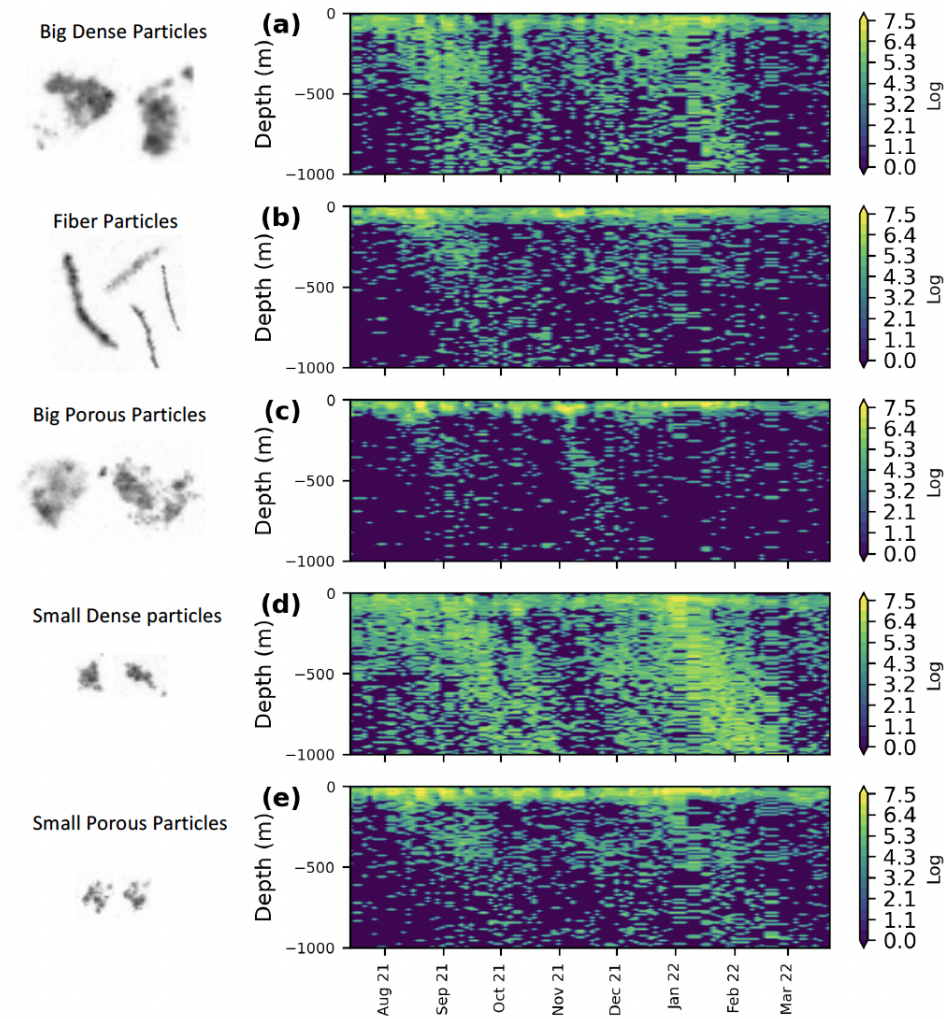 Big Dense Particles
(a)
0
−500
−1000
Depth (m)
7.5
6.4
5.3
4.3
3.2
2.1
1.1
0.0
Log
Fiber Particles
(b)
0
−500
−1000
Depth (m)
7.5
6.4
5.3
4.3
3.2
2.1
1.1
0.0
Log
Big Porous Particles
(c)
0
−500
−1000
Depth (m)
7.5
6.4
5.3
4.3
3.2
2.1
1.1
0.0
Log
Small Dense particles
(d)
0
−500
−1000
Depth (m)
7.5
6.4
5.3
4.3
3.2
2.1
1.1
0.0
Log
Small Porous Particles
(e)
0
−500
−1000
Depth (m)
7.5
6.4
5.3
4.3
3.2
2.1
1.1
0.0
Log
Aug 21
Sep 21
Oct 21
Nov 21
Dec 21
Jan 22
Feb 22
Mar 22